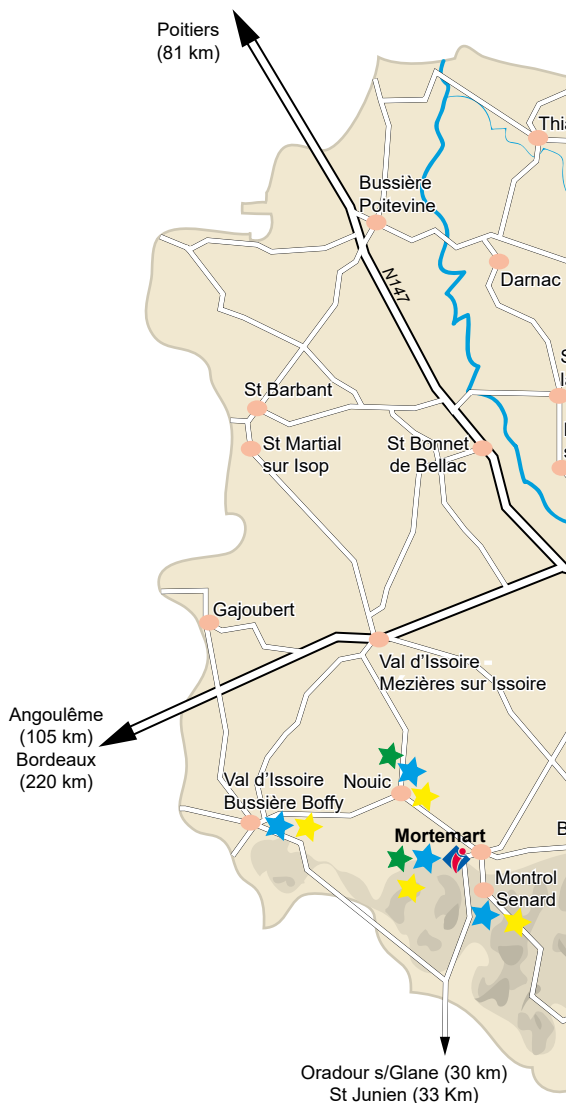 Poitiers
(81 km)
Bussière
Poitevine
N147
Darnac
St Barbant
St Martial
sur Isop
St Bonnet
de Bellac
Gajoubert
Val d'Issoire
Mezières sur Issoire
Angoulême
(105 km)
Bordeaux
(220 km)
Val d'Issoire
Bussière Boffy
Nouic
Mortemart
Montrol
Senard
Oradour s/Glane (30 km)
St Junien (33 Km)